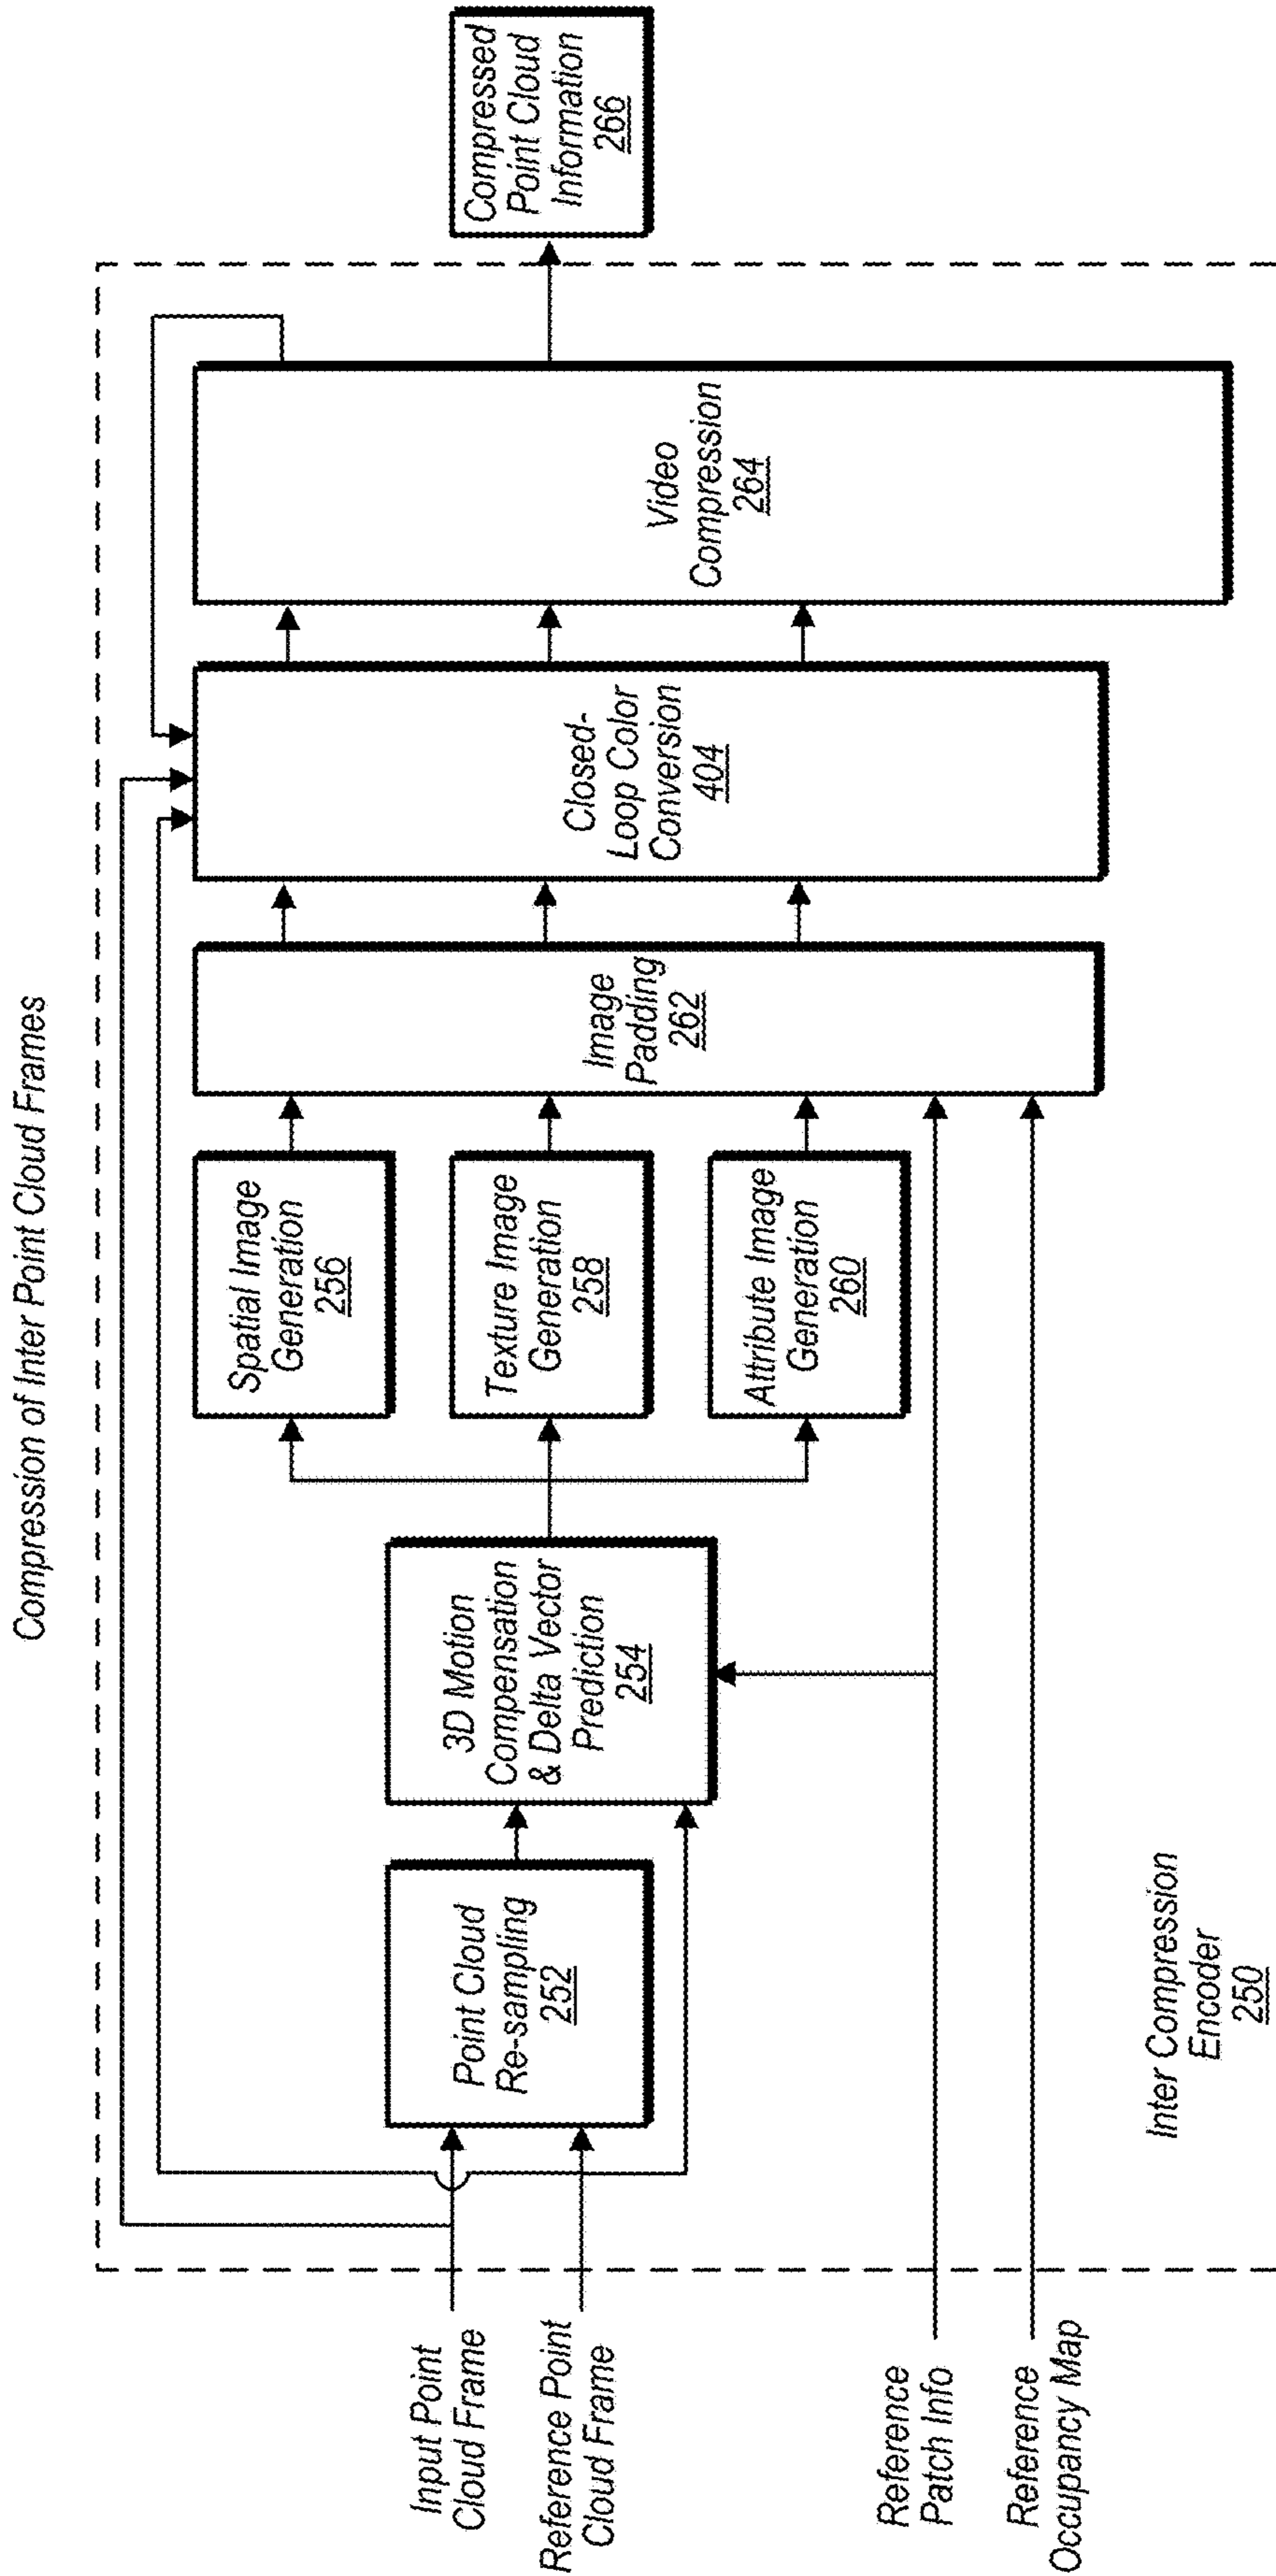 Compression of Inter Point Cloud Frames
Input Point
Cloud Frame
Reference Point
Cloud Frame
Reference
Patch Info
Reference
Occupancy Map
Point Cloud
Re-sampling
252
3D Motion
Compensation
& Delta Vector
Prediction
254
Spatial Image
Generation
256
Texture Image
Generation
258
Attribute Image
Generation
260
Image
Padding
262
Closed-
Loop Color
Conversion
404
Video
Compression
264
Compressed
Point Cloud
Information
266
Inter Compression
Encoder
250